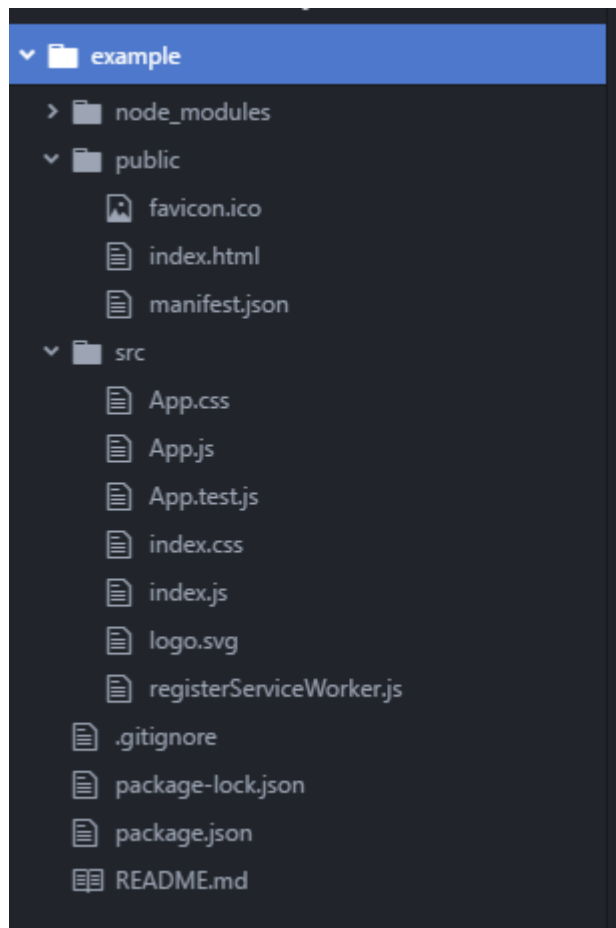 example
node_modules
public
favicon.ico
index.html
manifest.json
src
App.css
App.js
App.test.js
index.css
index.js
logo.svg
registerServiceWorker.js
.gitignore
package-lock.json
package.json
README.md